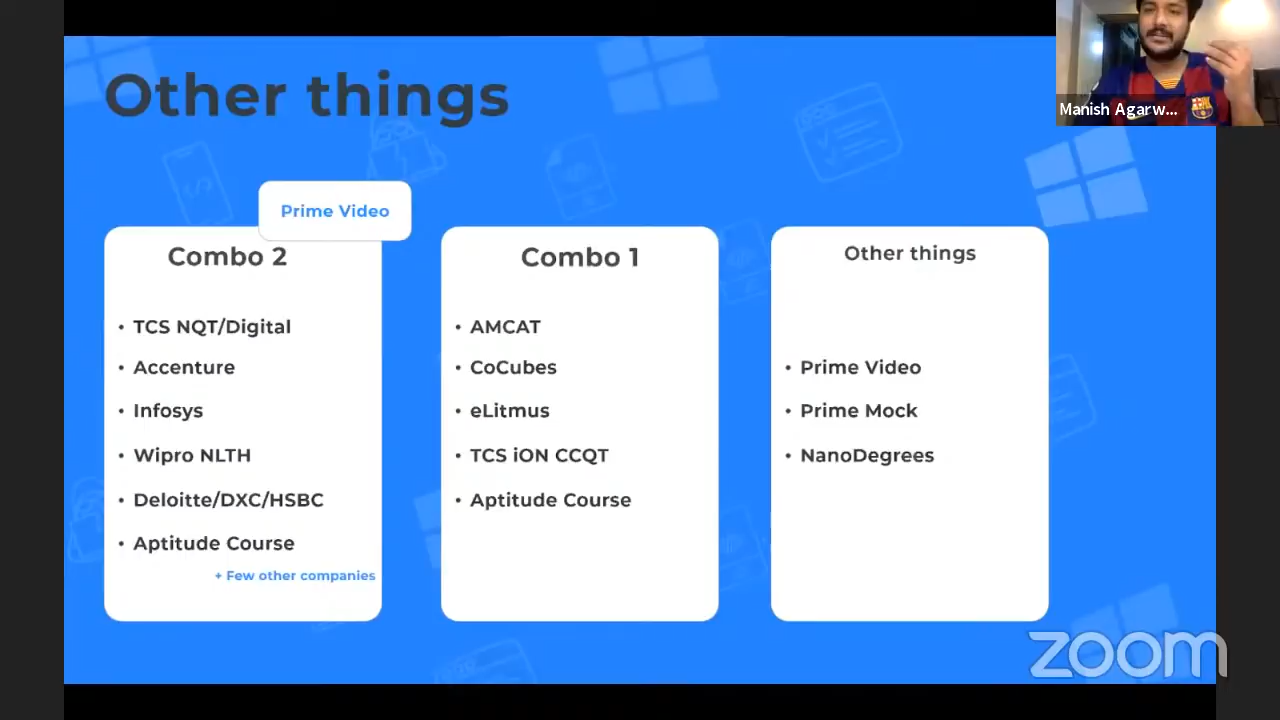 Other things
Manish Agarw...
Prime Video
Combo 2
• TCS NQT/Digital
• Accenture
• Infosys
• Wipro NLTH
• Deloitte/DXC/HSBC
• Aptitude Course
+ Few other companies
Combo 1
• AMCAT
• CoCubes
• eLitmus
• TCS iON CCQT
• Aptitude Course
Other things
• Prime Video
• Prime Mock
• NanoDegrees
zoom